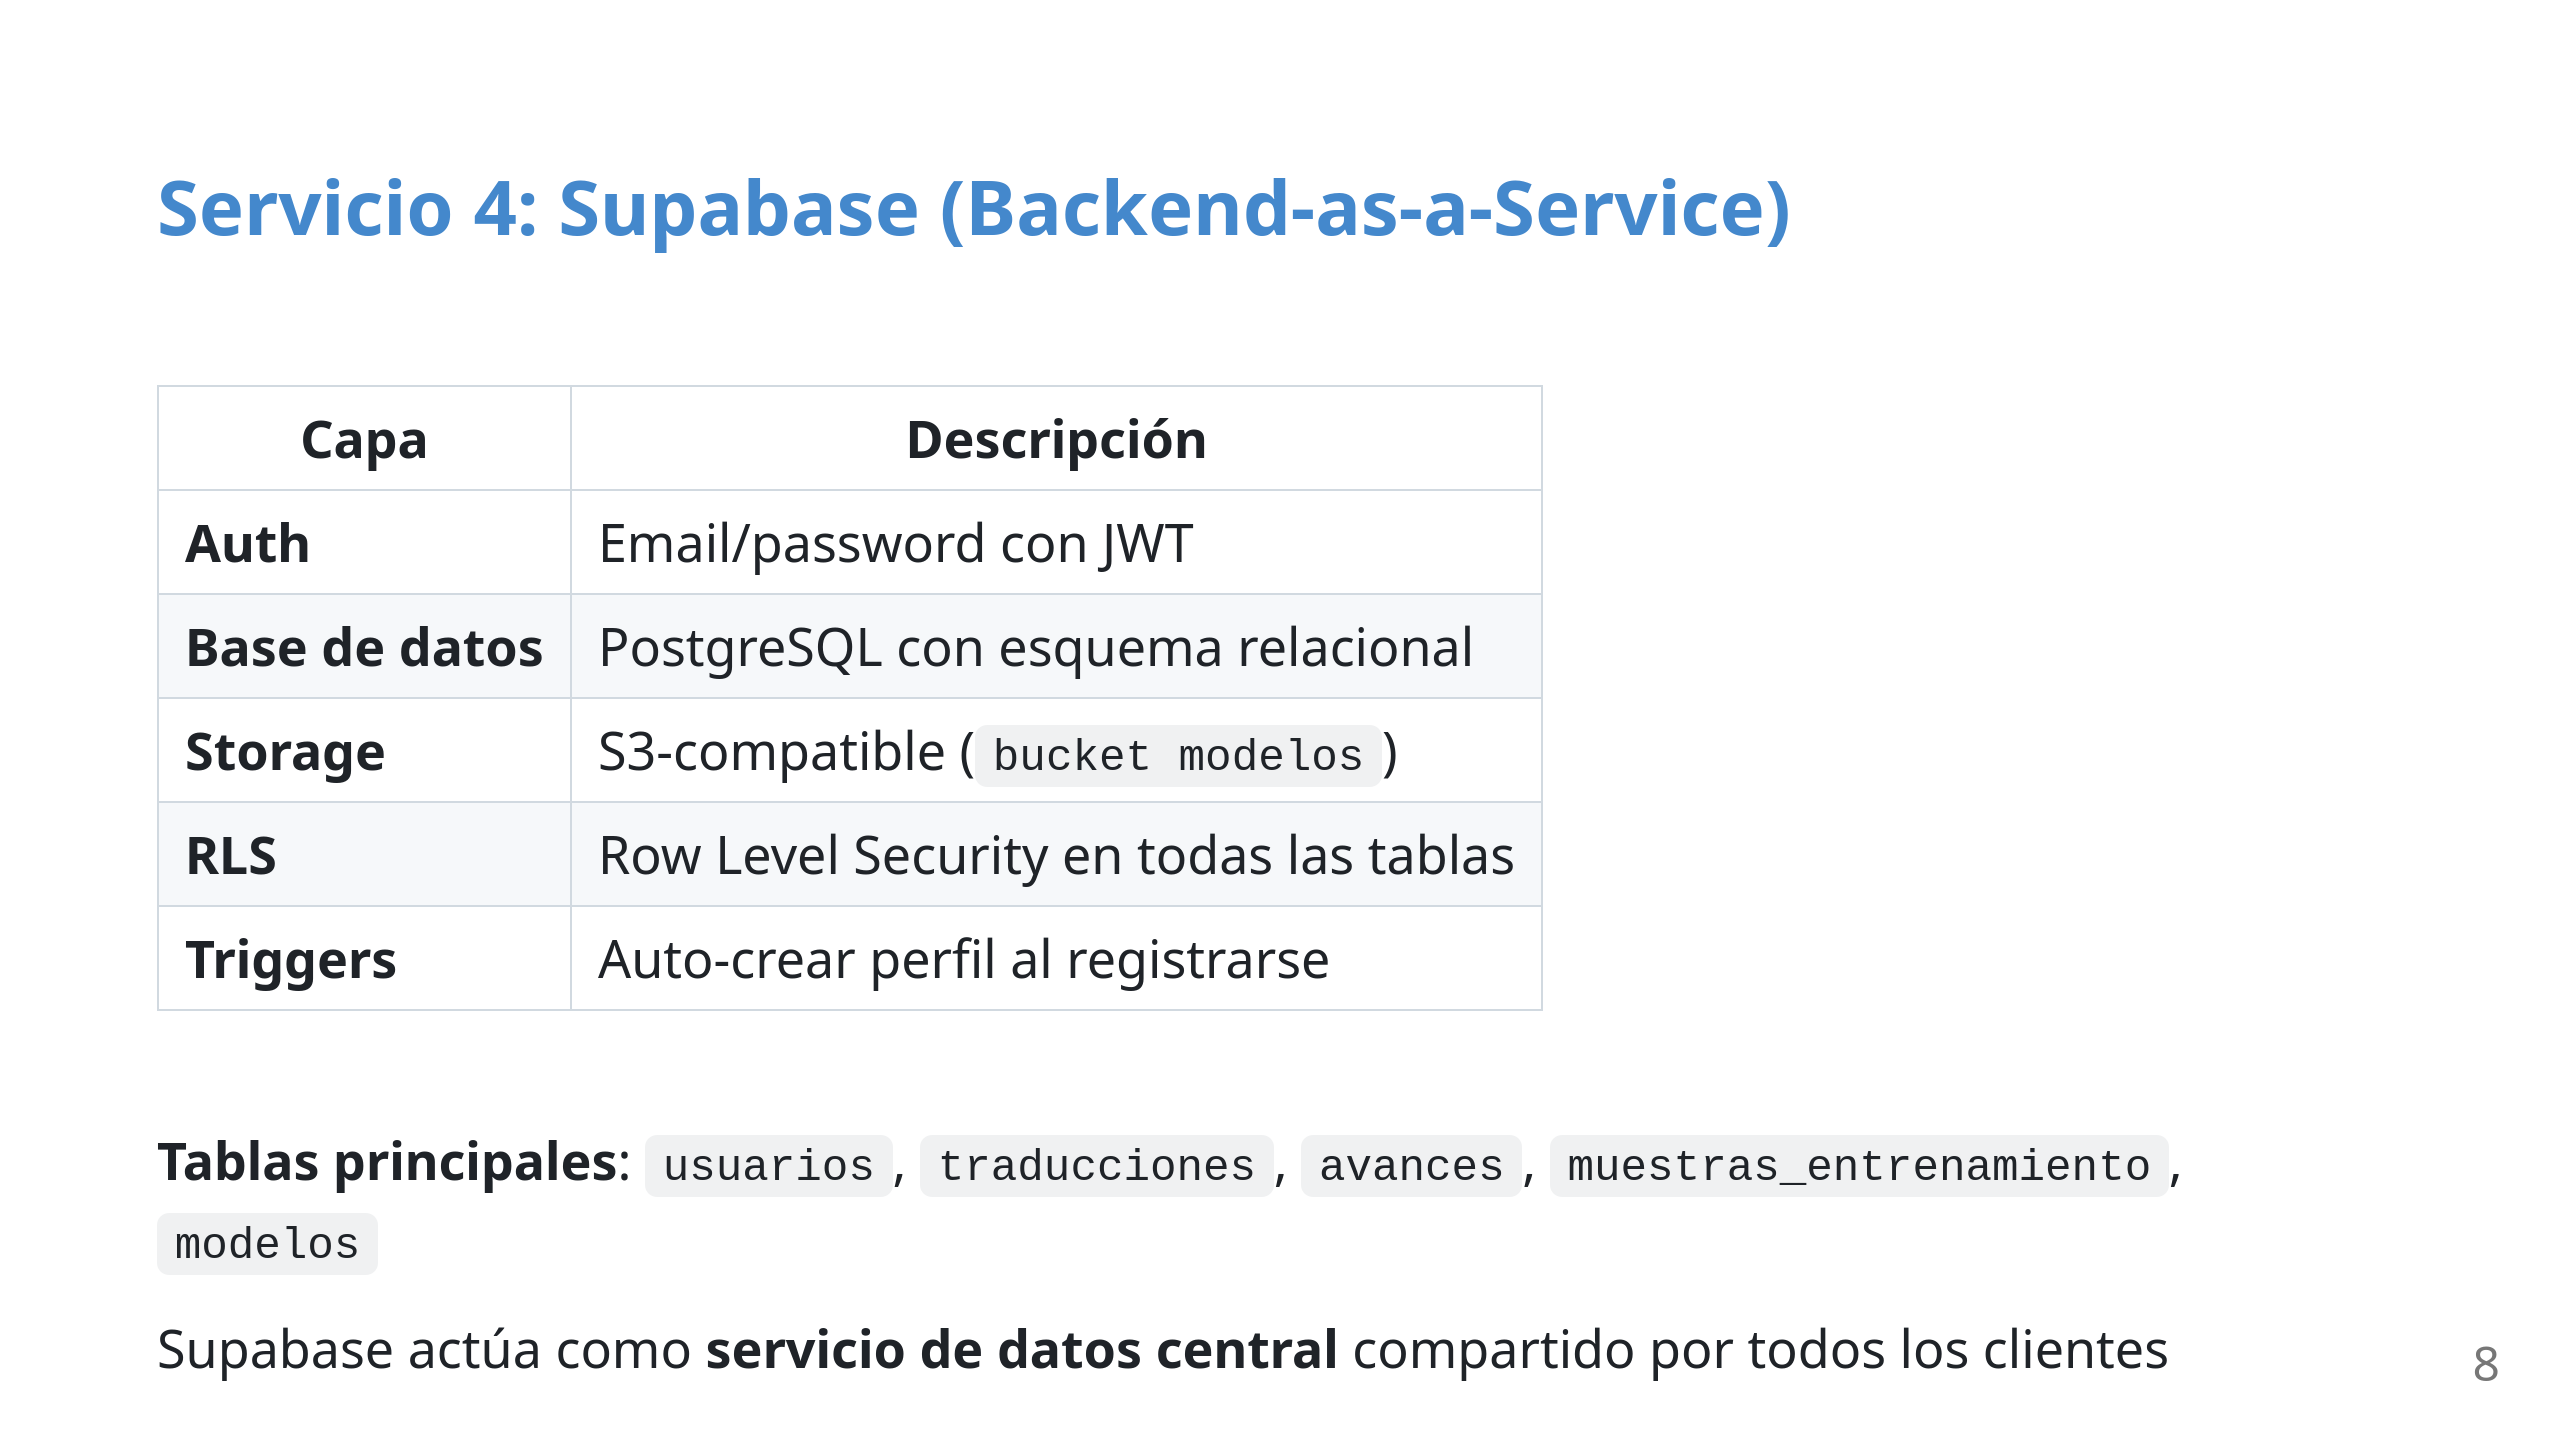 Servicio 4: Supabase (Backend-as-a-Service)
Capa Descripción
Auth Email/password con JWT
Base de datos PostgreSQL con esquema relacional
Storage S3-compatible (bucket modelos)
RLS Row Level Security en todas las tablas
Triggers Auto-crear perfil al registrarse
Tablas principales: usuarios, traducciones, avances, muestras_entrenamiento,
modelos
Supabase actúa como servicio de datos central compartido por todos los clientes
8